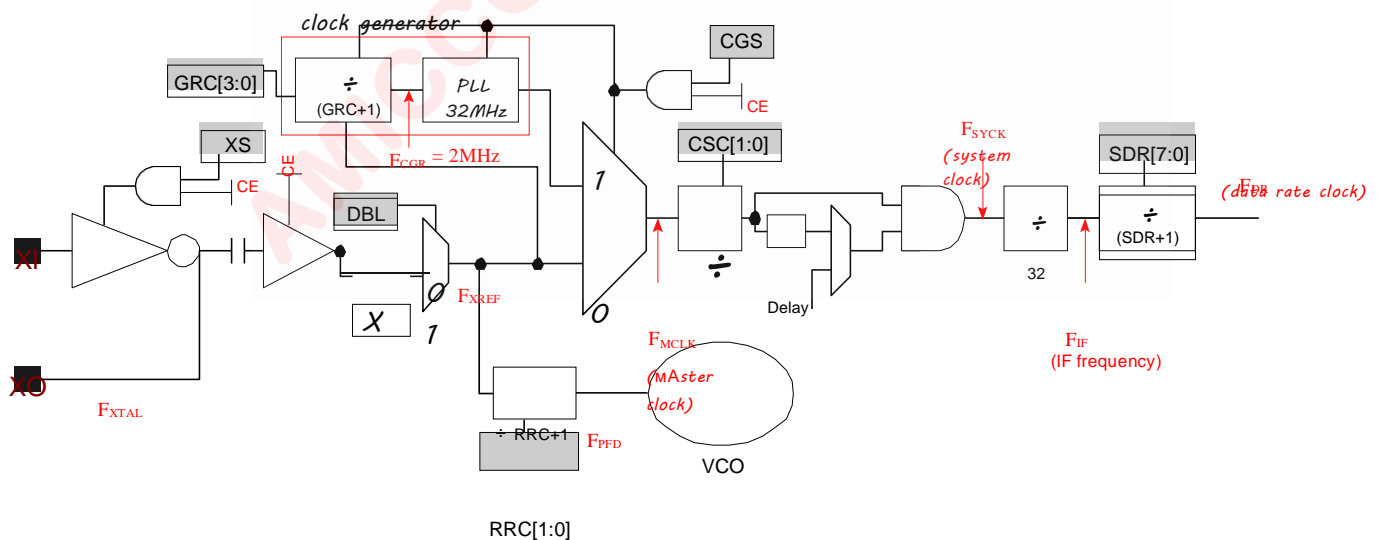 clock generator
CGS
GRC[3:0]
÷
(GRC+1)
PLL
32MHz
CE
XS
CE
FCGR = 2MHz
CSC[1:0]
FSYCK
(system
clock)
SDR[7:0]
CE
DBL
1
FDR
(data rate clock)
÷
÷
(SDR+1)
XI
÷
32
0
FXREF
X
1
0
Delay
FMCLK
(MAster
clock)
FIF
(IF frequency)
XO
FXTAL
÷ RRC+1
FPFD
VCO
RRC[1:0]
AMICCOM